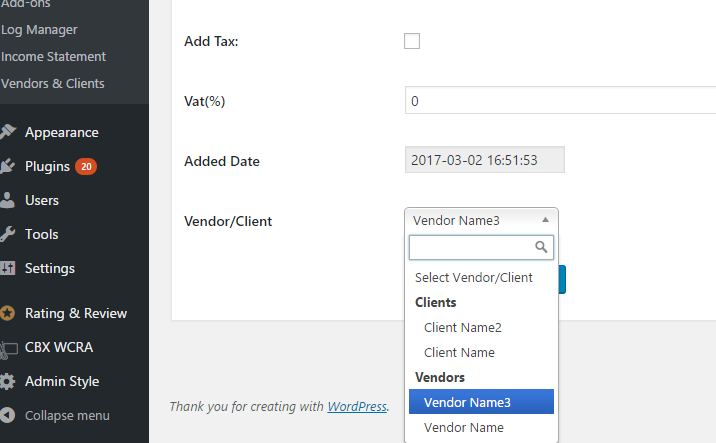 Add-ons
Log Manager
Income Statement
Vendors & Clients
Appearance
Plugins 20
Users
Tools
Settings
Rating & Review
CBX WCRA
Admin Style
Collapse menu
Add Tax:
Vat(%)
0
Added Date
2017-03-02 16:51:53
Vendor/Client
Vendor Name3
Select Vendor/Client
Clients
Client Name2
Client Name
Vendors
Vendor Name3
Vendor Name
Thank you for creating with WordPress.